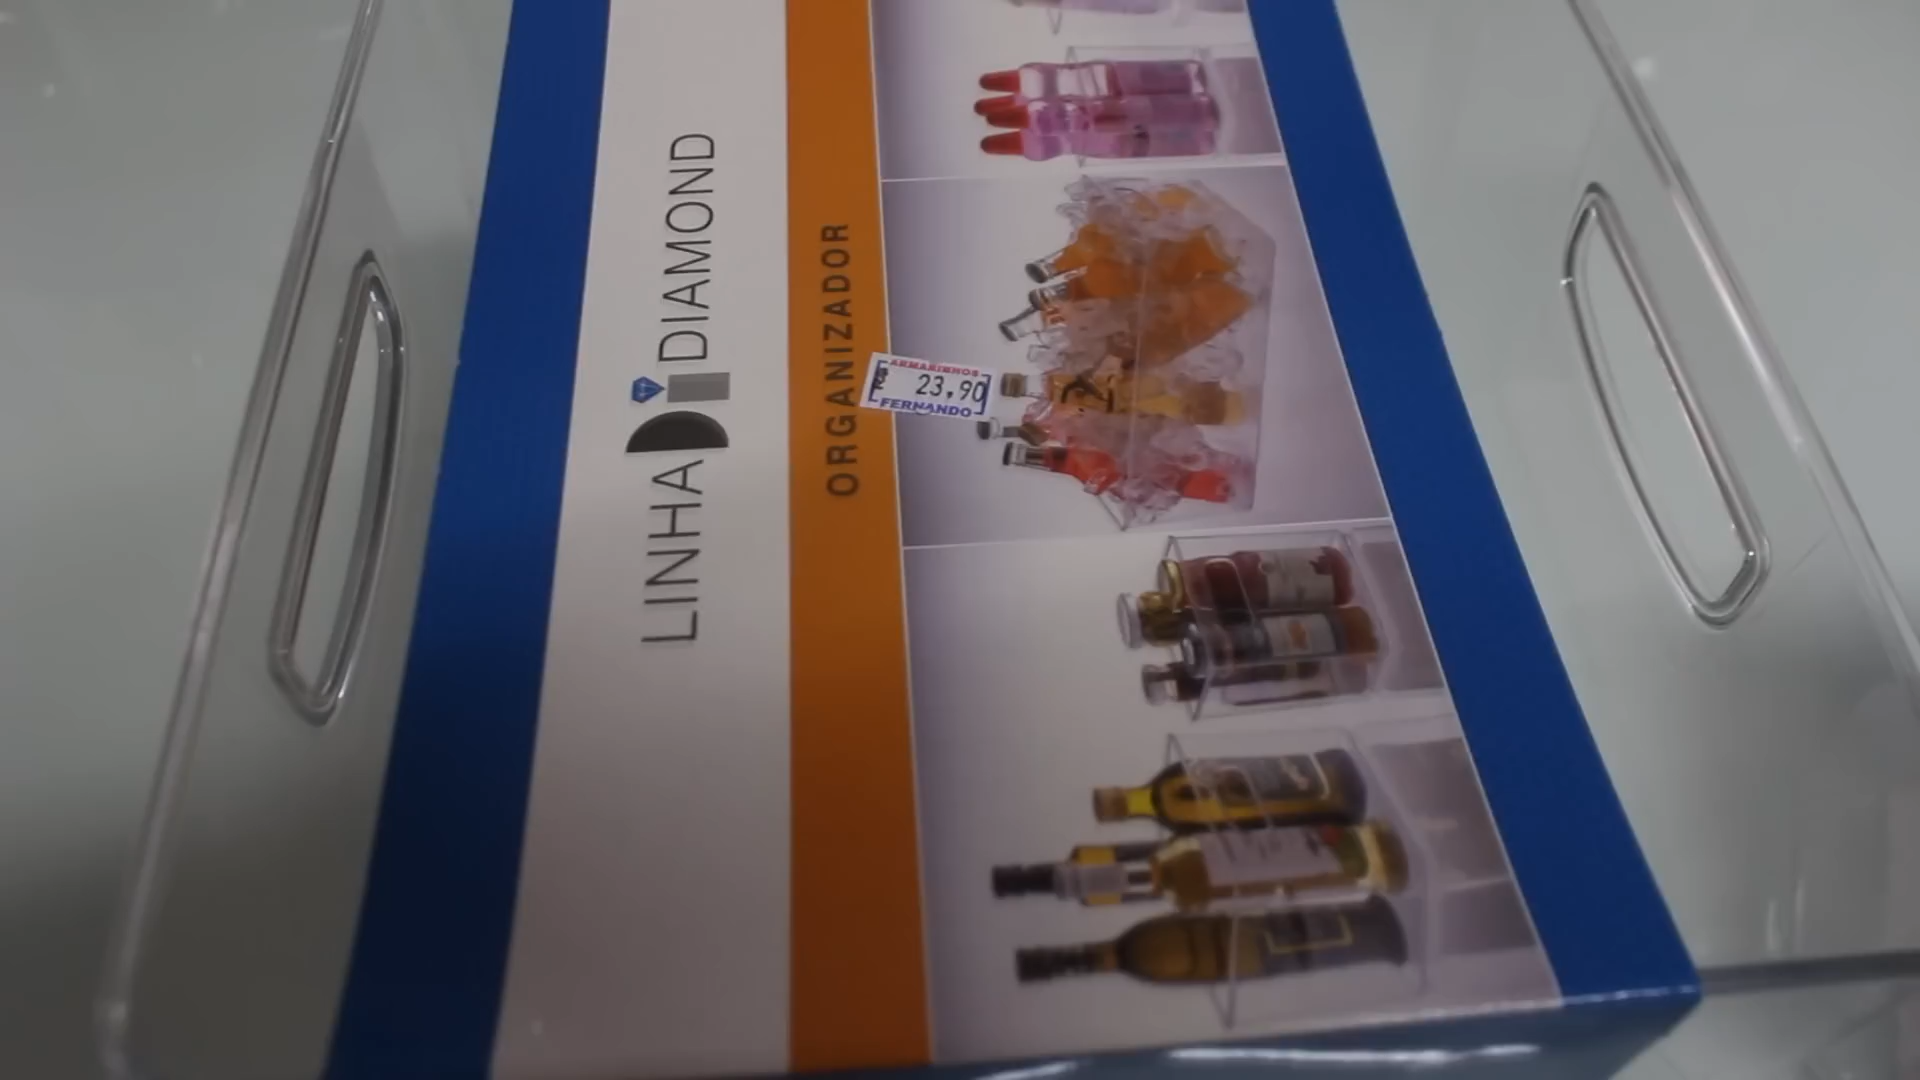 LINHA DIAMOND
ORGANIZADOR
ARMARINHOS
R$ 23,90
FERNANDO